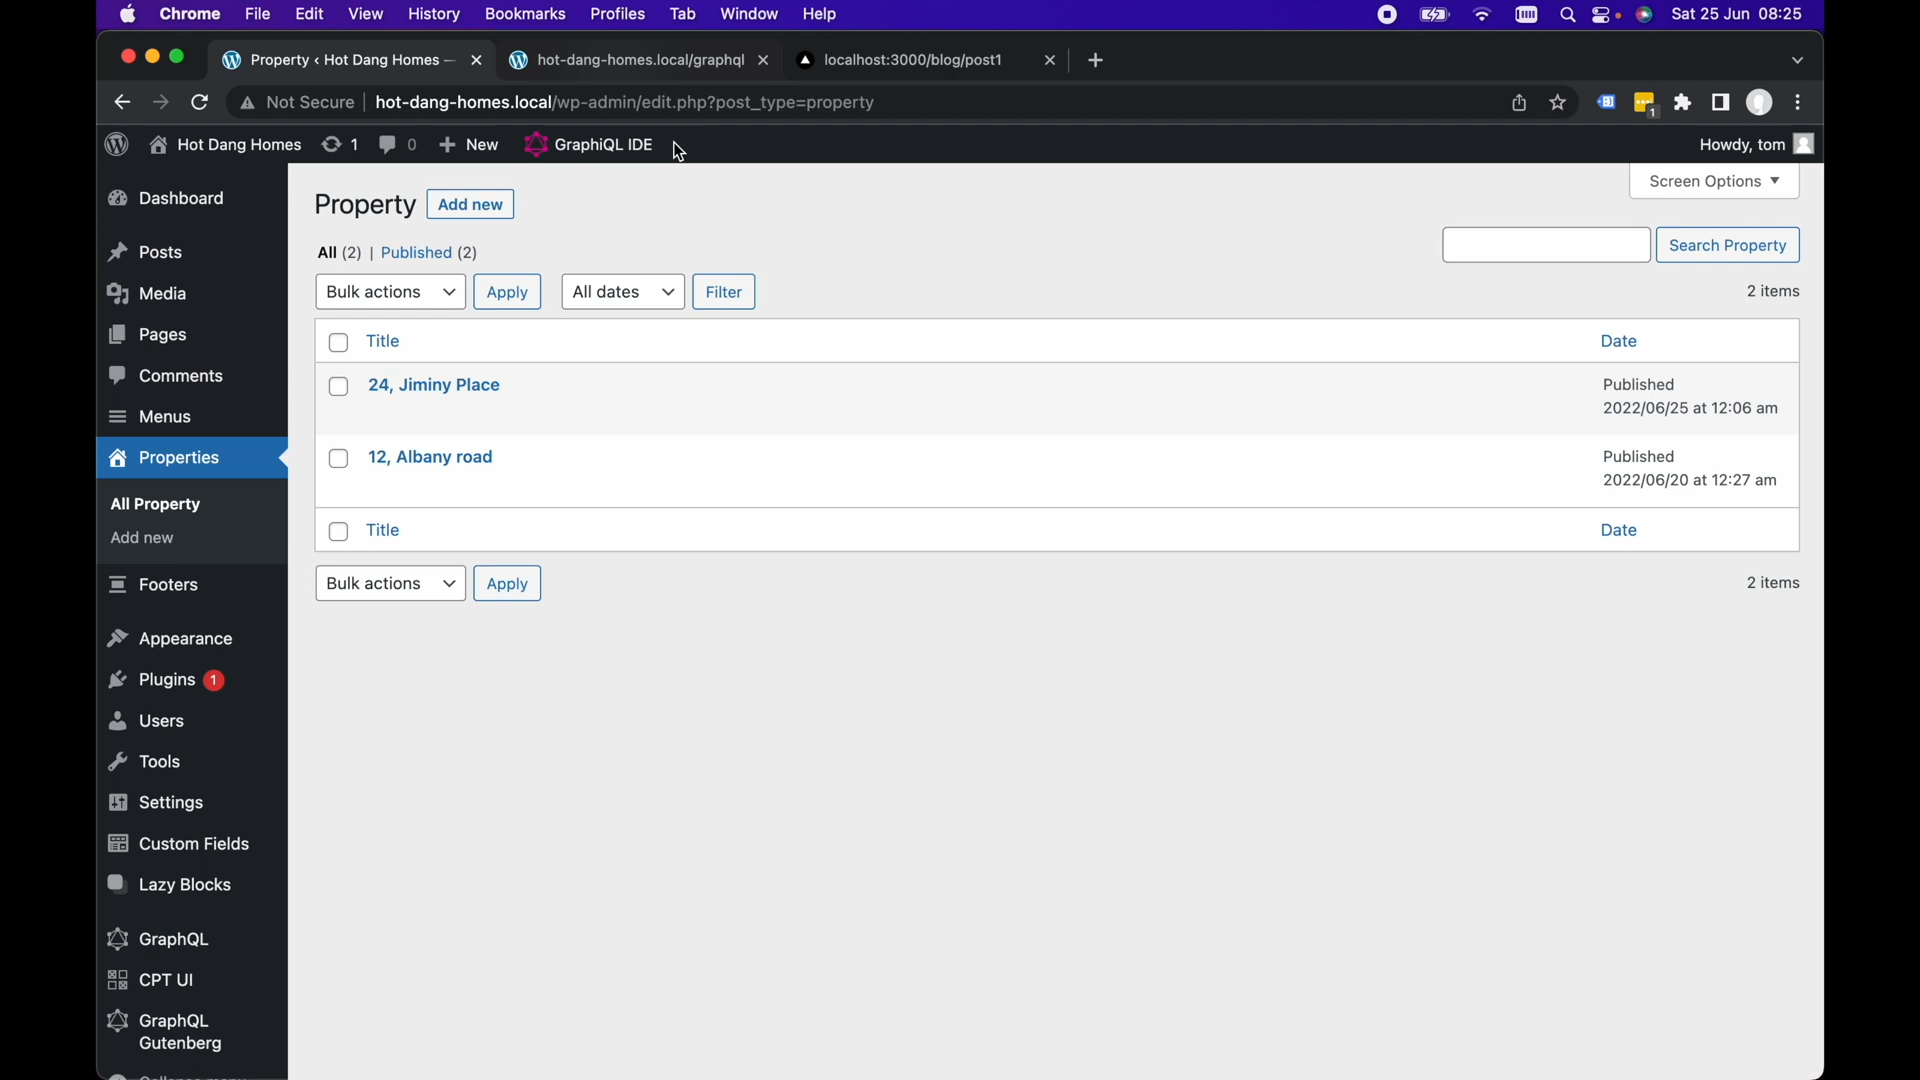 Chrome File Edit View History Bookmarks Profiles Tab Window Help Sat 25 Jun 08:25
Property ‹ Hot Dang Homes — hot-dang-homes.local/graphql localhost:3000/blog/post1
Not Secure hot-dang-homes.local/wp-admin/edit.php?post_type=property 1
Hot Dang Homes 1 0 New GraphiQL IDE Howdy, tom
Screen Options
Property Add new
All (2) | Published (2)
Search Property
Bulk actions Apply All dates Filter 2 items
Title Date
24, Jiminy Place Published
2022/06/25 at 12:06 am
12, Albany road Published
2022/06/20 at 12:27 am
Title Date
Bulk actions Apply 2 items
Dashboard
Posts
Media
Pages
Comments
Menus
Properties
All Property
Add new
Footers
Appearance
Plugins 1
Users
Tools
Settings
Custom Fields
Lazy Blocks
GraphQL
CPT UI
GraphQL
Gutenberg